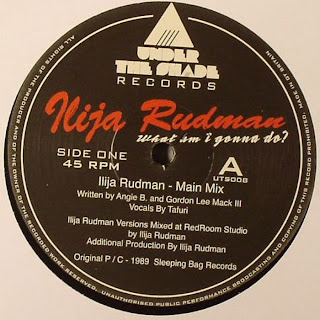 UNDER
THE SHADE
RECORDS
Ilija Rudman
What am i gonna do?
SIDE ONE
45 RPM
A
UTS008
Ilija Rudman - Main Mix
Written by Angie B. and Gordon Lee Mack III
Vocals By Tafuri
Ilija Rudman Versions Mixed at RedRoom Studio
by Ilija Rudman
Additional Production By Ilija Rudman
Original P / C - 1989 Sleeping Bag Records
ALL RIGHTS OF THE PRODUCER AND OF THE OWNER OF THE RECORDED WORK RESERVED. UNAUTHORISED PUBLIC PERFORMANCE BROADCASTING AND COPYING OF THIS RECORD PROHIBITED.
MADE IN BRITAIN